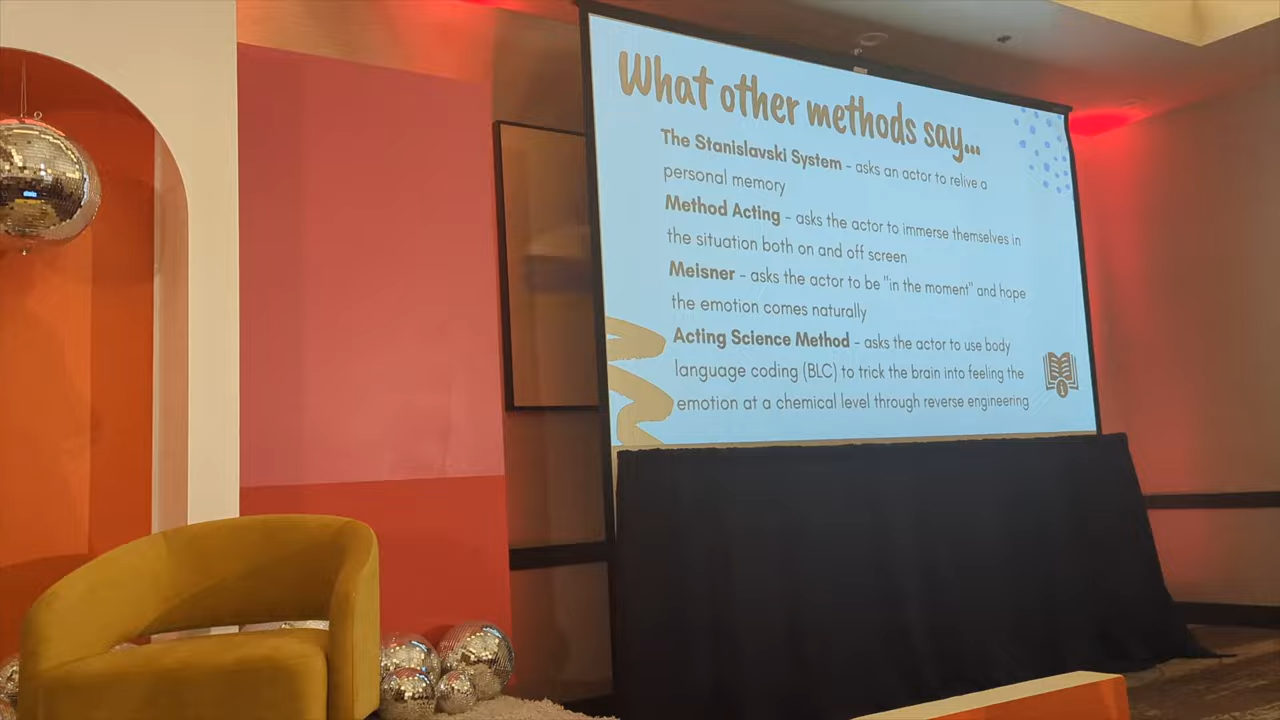 What other methods say...
The Stanislavski System - asks an actor to relive a
personal memory
Method Acting - asks the actor to immerse themselves in
the situation both on and off screen
Meisner - asks the actor to be "in the moment" and hope
the emotion comes naturally
Acting Science Method - asks the actor to use body
language coding (BLC) to trick the brain into feeling the
emotion at a chemical level through reverse engineering